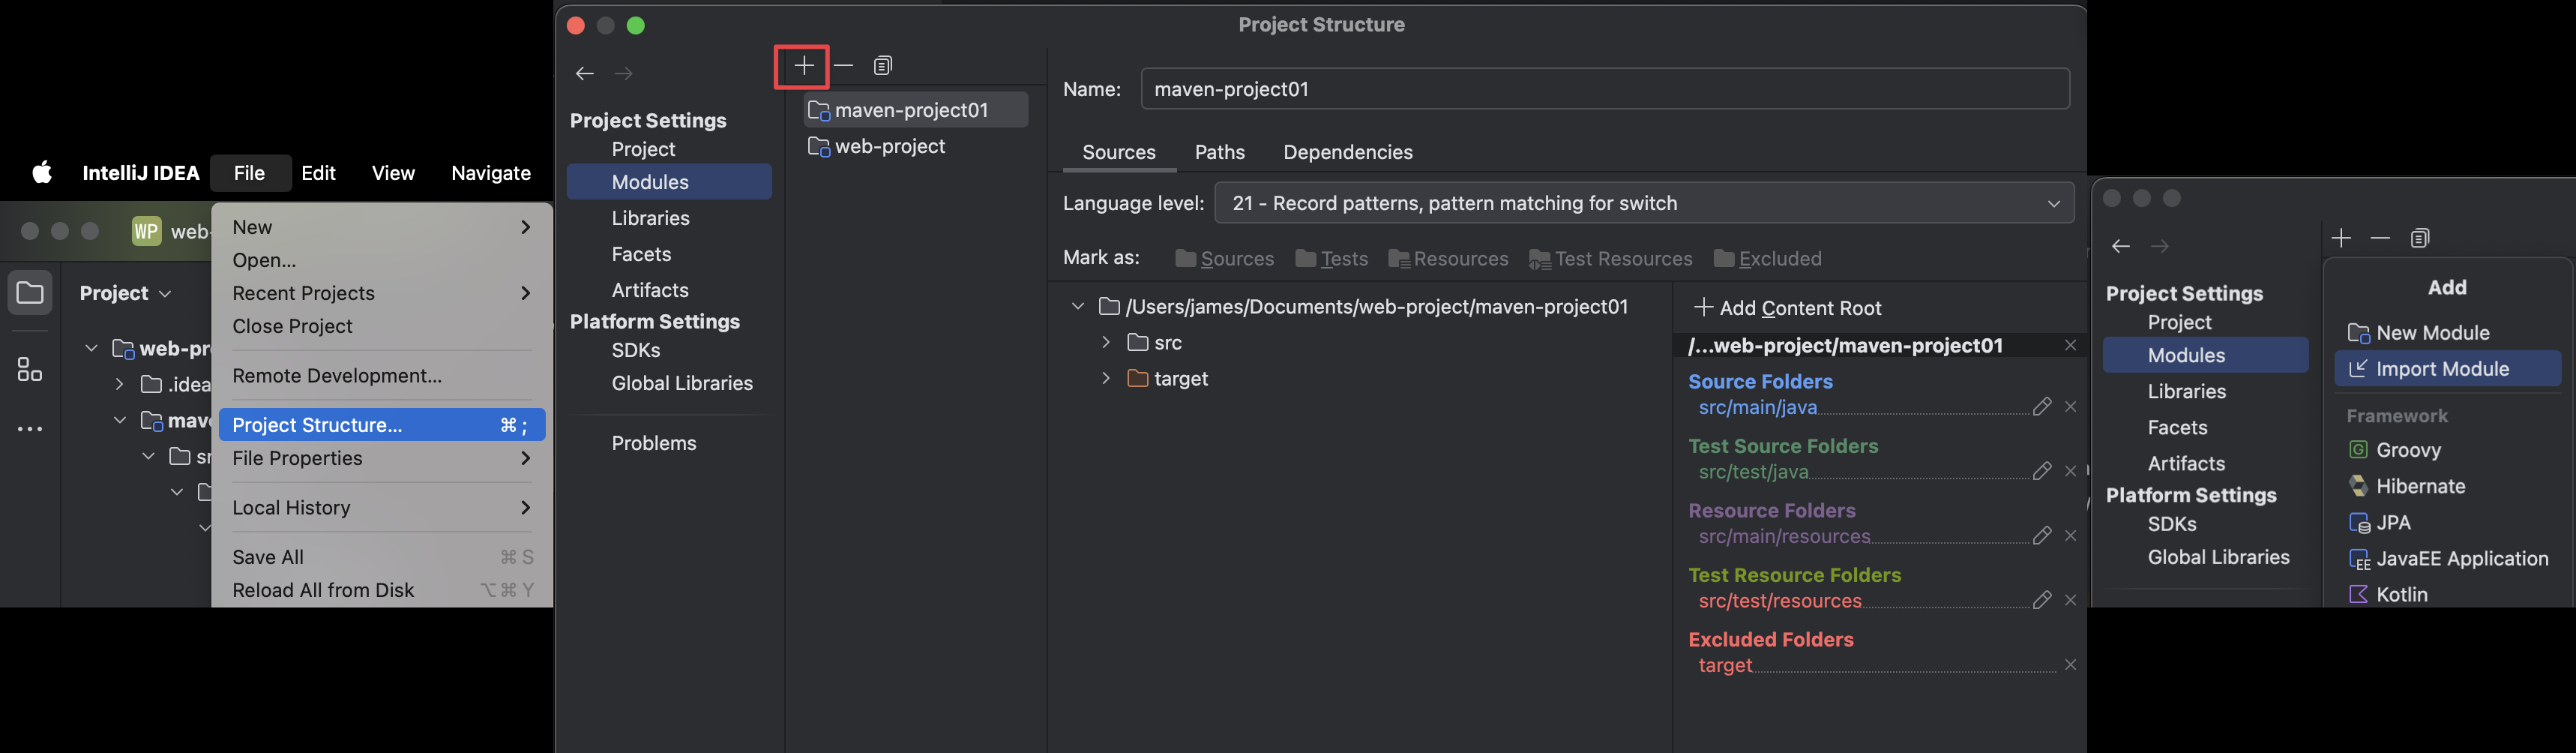 IntelliJ IDEA File Edit View Navigate
WP web-
Project
web-pr
.idea
mav
sr
New
Open...
Recent Projects
Close Project
Remote Development...
Project Structure... ⌘ ;
File Properties
Local History
Save All ⌘ S
Reload All from Disk ⌥⌘ Y
Project Structure
Project Settings
Project
Modules
Libraries
Facets
Artifacts
Platform Settings
SDKs
Global Libraries
Problems
maven-project01
web-project
Name: maven-project01
Sources Paths Dependencies
Language level: 21 - Record patterns, pattern matching for switch
Mark as: Sources Tests Resources Test Resources Excluded
/Users/james/Documents/web-project/maven-project01
src
target
Add Content Root
/...web-project/maven-project01
Source Folders
src/main/java
Test Source Folders
src/test/java
Resource Folders
src/main/resources
Test Resource Folders
src/test/resources
Excluded Folders
target
Project Settings
Project
Modules
Libraries
Facets
Artifacts
Platform Settings
SDKs
Global Libraries
Add
New Module
Import Module
Framework
Groovy
Hibernate
JPA
JavaEE Application
Kotlin